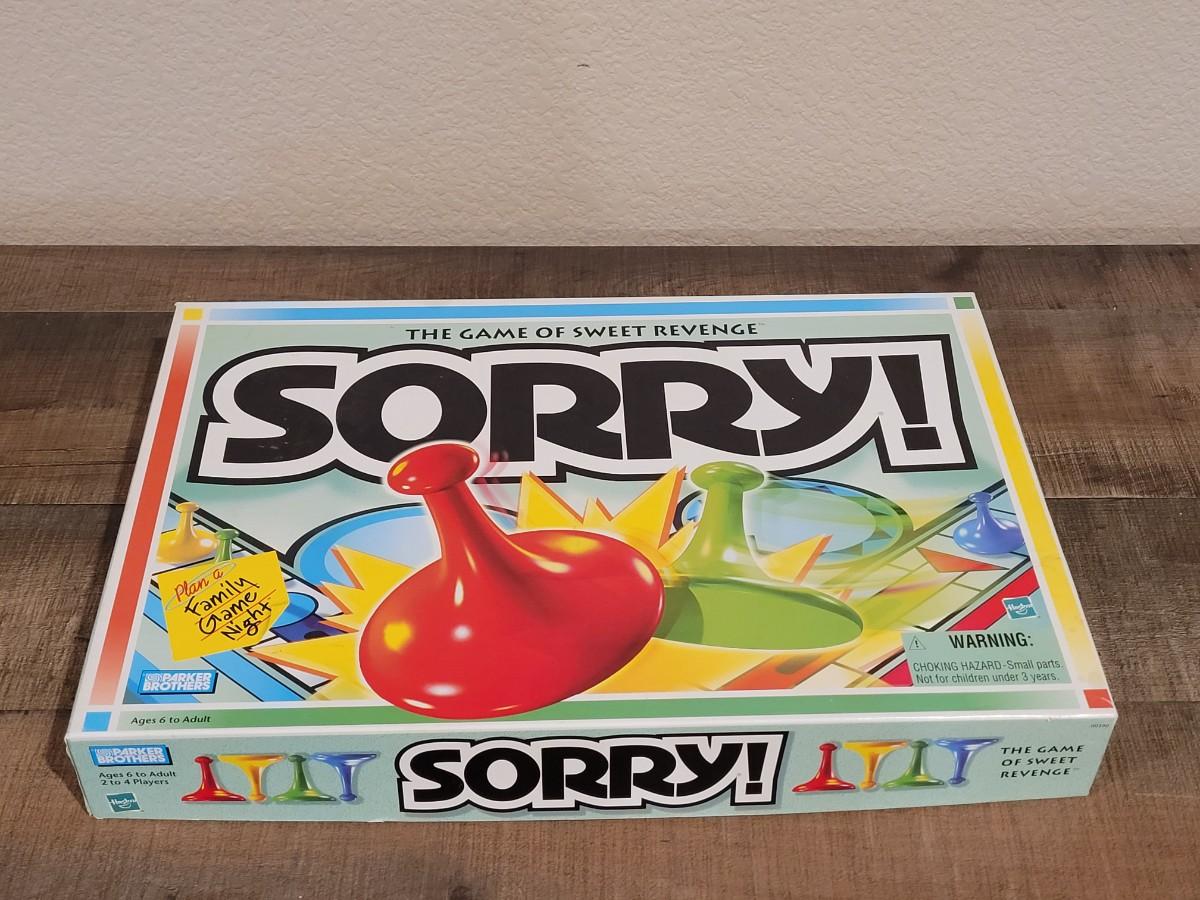 THE GAME OF SWEET REVENGE™
SORRY!
Plan a
Family
Game
Night
Hasbro
WARNING:
CHOKING HAZARD-Small parts.
Not for children under 3 years.
PARKER
BROTHERS
Ages 6 to Adult
PARKER
BROTHERS
Ages 6 to Adult
2 to 4 Players
Hasbro
SORRY!
THE GAME
OF SWEET
REVENGE™